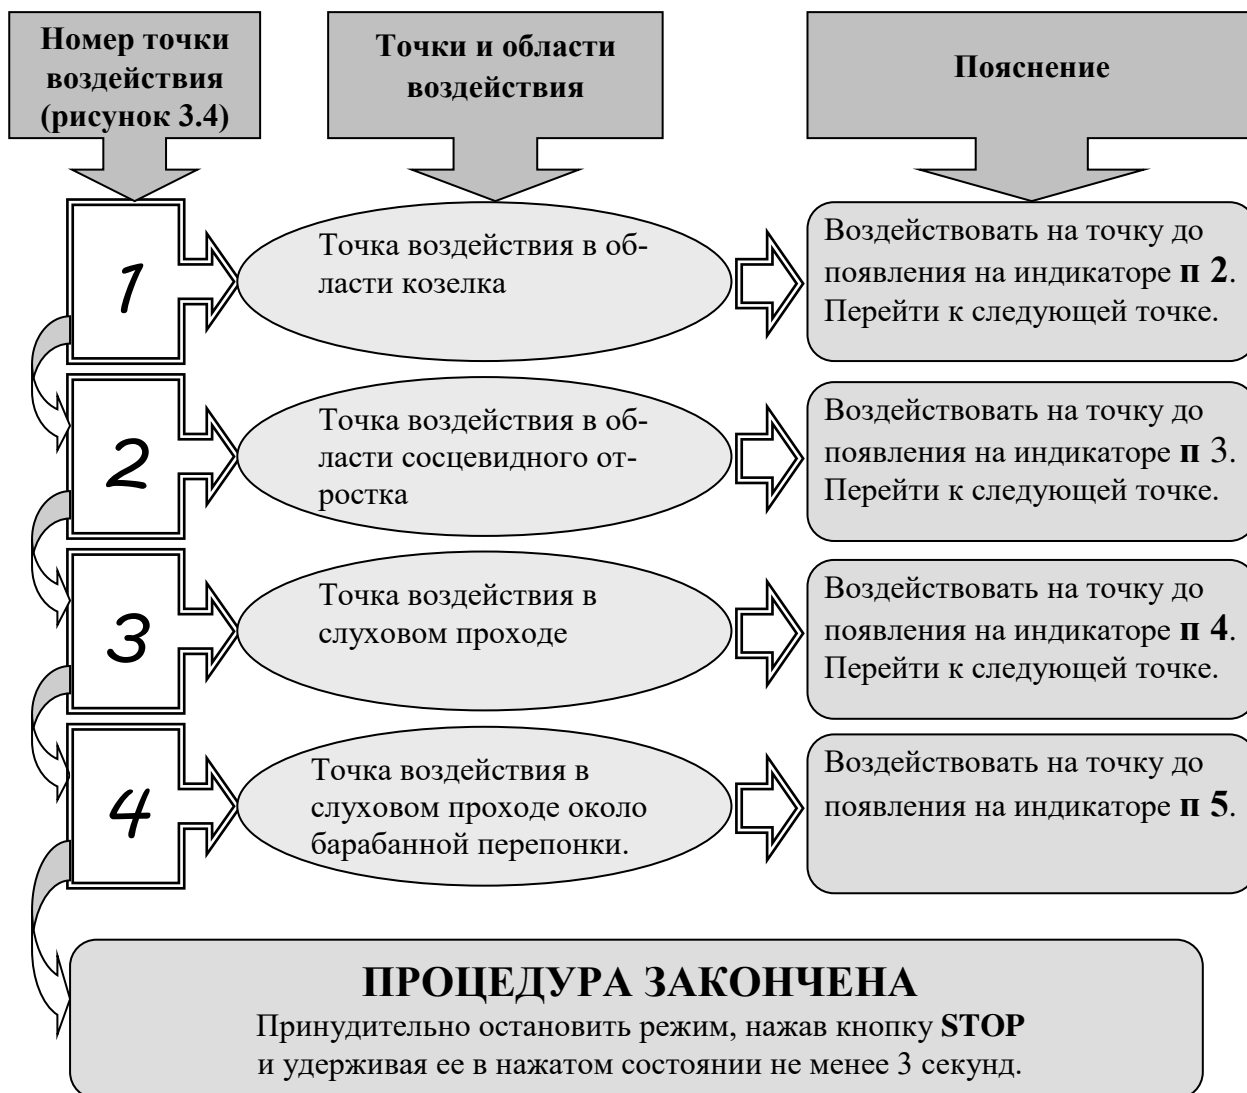 Номер точки
воздействия
(рисунок 3.4)
Точки и области
воздействия
Пояснение
1
Точка воздействия в об-
ласти козелка
Воздействовать на точку до
появления на индикаторе п 2.
Перейти к следующей точке.
2
Точка воздействия в об-
ласти сосцевидного от-
ростка
Воздействовать на точку до
появления на индикаторе п 3.
Перейти к следующей точке.
3
Точка воздействия в
слуховом проходе
Воздействовать на точку до
появления на индикаторе п 4.
Перейти к следующей точке.
4
Точка воздействия в
слуховом проходе около
барабанной перепонки.
Воздействовать на точку до
появления на индикаторе п 5.
ПРОЦЕДУРА ЗАКОНЧЕНА
Принудительно остановить режим, нажав кнопку STOP
и удерживая ее в нажатом состоянии не менее 3 секунд.